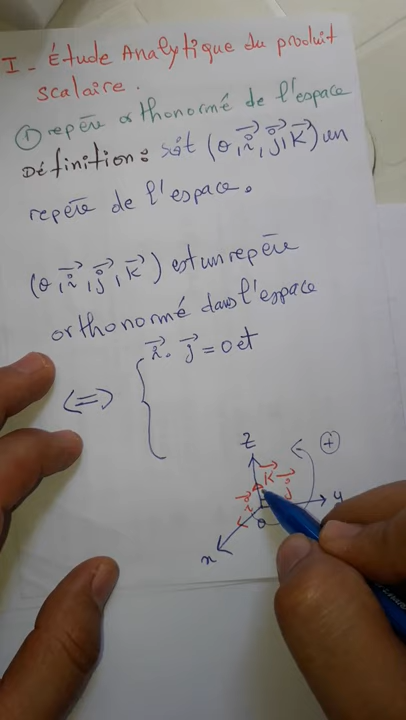 I - Étude Analytique du produit
scalaire.
① repère orthonormé de l'espace
Définition: soit (o, i⃗, j⃗, k⃗) un
repère de l'espace.
(o, i⃗, j⃗, k⃗) est un repère
orthonormé dans l'espace
⟺ { i⃗ . j⃗ = 0 et
z
+
k⃗
j⃗
i⃗
y
o
x